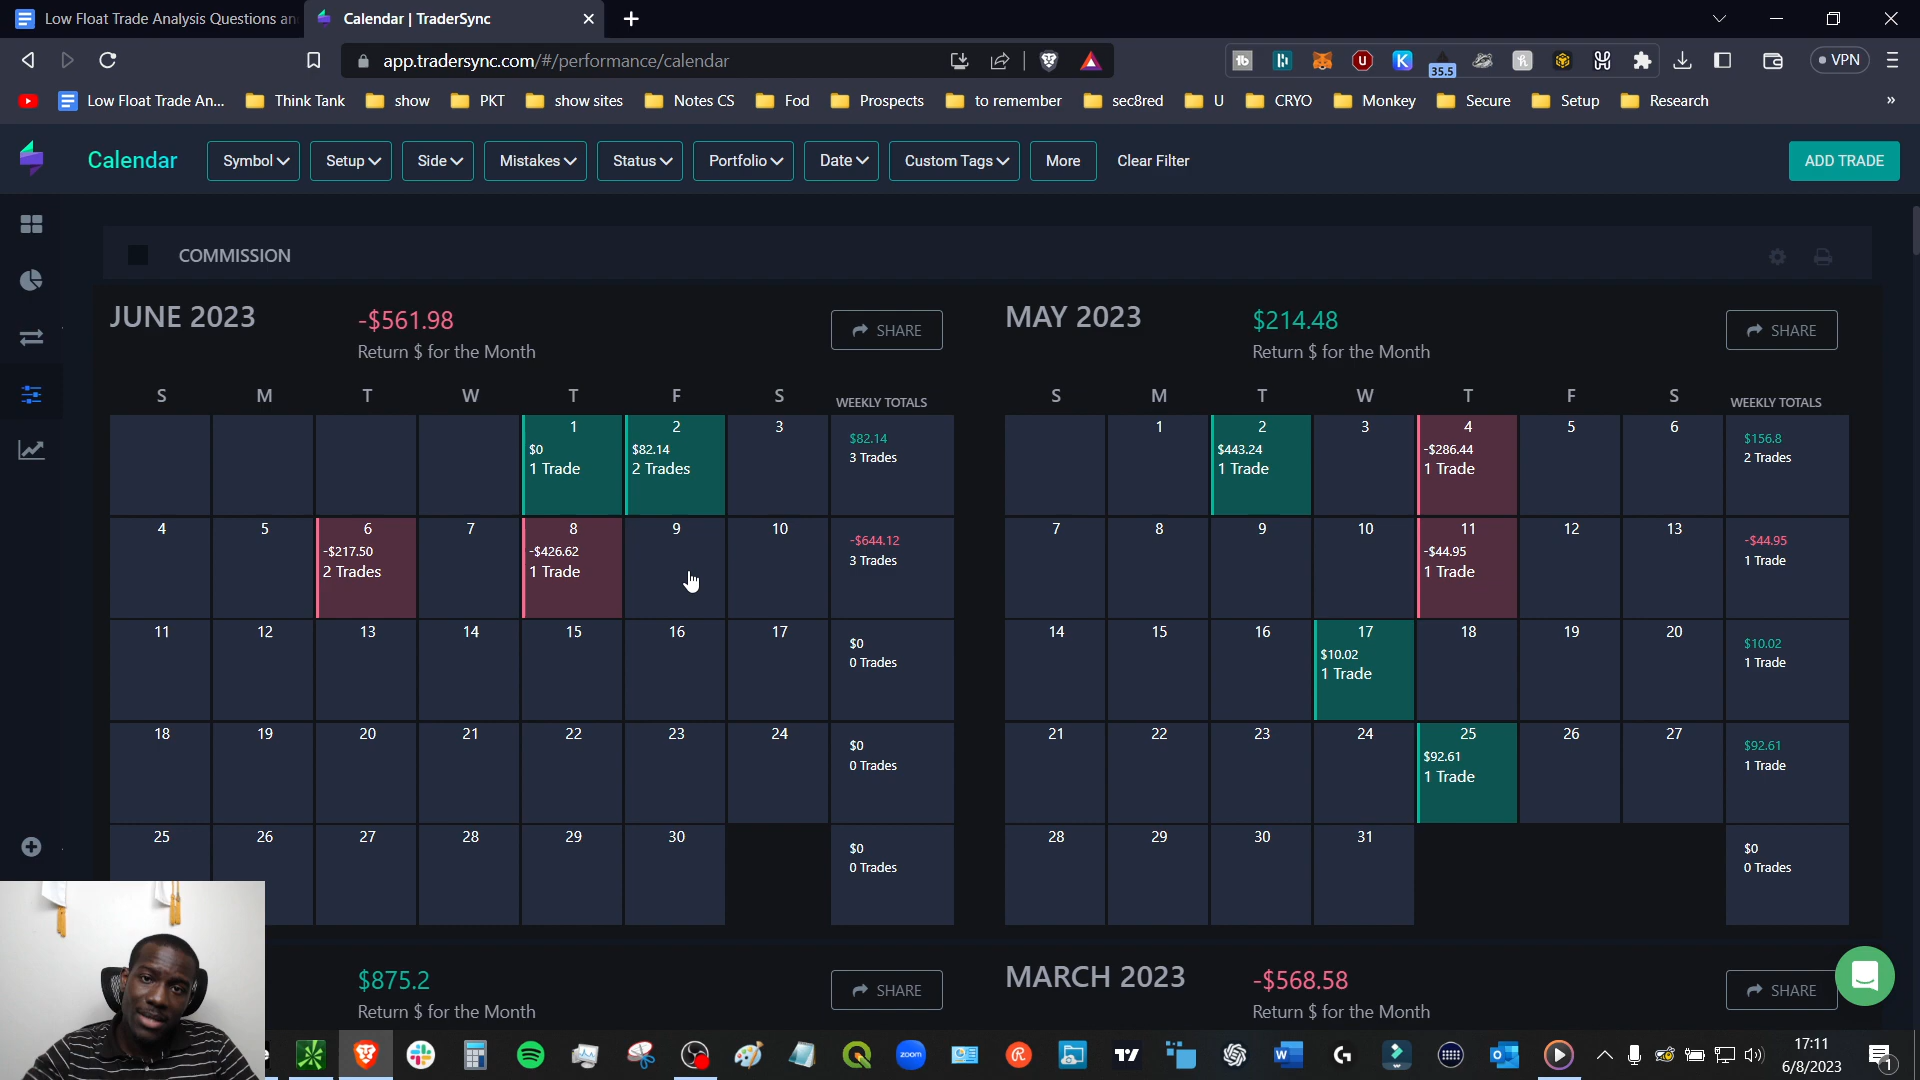 Low Float Trade Analysis Questions an
Calendar | TraderSync
app.tradersync.com/#/performance/calendar
35.5
VPN
Low Float Trade An...
Think Tank
show
PKT
show sites
Notes CS
Fod
Prospects
to remember
sec8red
U
CRYO
Monkey
Secure
Setup
Research
»
Calendar
Symbol
Setup
Side
Mistakes
Status
Portfolio
Date
Custom Tags
More
Clear Filter
ADD TRADE
COMMISSION
JUNE 2023
-$561.98
Return $ for the Month
SHARE
S M T W T F S WEEKLY TOTALS
1 2 3
$0 $82.14 $82.14
1 Trade 2 Trades 3 Trades
4 5 6 7 8 9 10
-$217.50 -$426.62 -$644.12
2 Trades 1 Trade 3 Trades
11 12 13 14 15 16 17
$0
0 Trades
18 19 20 21 22 23 24
$0
0 Trades
25 26 27 28 29 30
$0
0 Trades
MAY 2023
$214.48
Return $ for the Month
SHARE
S M T W T F S WEEKLY TOTALS
1 2 3 4 5 6
$443.24 -$286.44 $156.8
1 Trade 1 Trade 2 Trades
7 8 9 10 11 12 13
-$44.95 -$44.95
1 Trade 1 Trade
14 15 16 17 18 19 20
$10.02 $10.02
1 Trade 1 Trade
21 22 23 24 25 26 27
$92.61 $92.61
1 Trade 1 Trade
28 29 30 31
$0
0 Trades
$875.2
Return $ for the Month
SHARE
MARCH 2023
-$568.58
Return $ for the Month
SHARE
zoom
17:11
6/8/2023
1